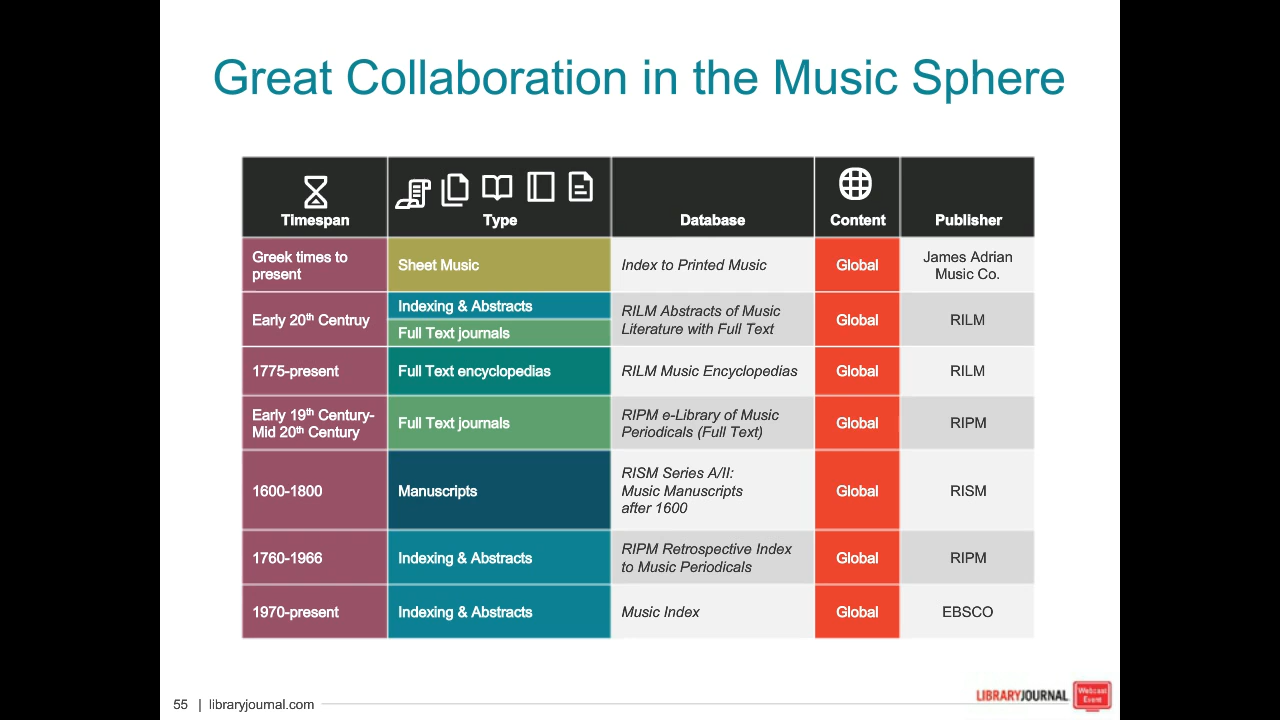 Great Collaboration in the Music Sphere
Timespan
Type
Database
Content
Publisher
Greek times to
present
Sheet Music
Index to Printed Music
Global
James Adrian
Music Co.
Early 20th Centruy
Indexing & Abstracts
Full Text journals
RILM Abstracts of Music
Literature with Full Text
Global
RILM
1775-present
Full Text encyclopedias
RILM Music Encyclopedias
Global
RILM
Early 19th Century-
Mid 20th Century
Full Text journals
RIPM e-Library of Music
Periodicals (Full Text)
Global
RIPM
1600-1800
Manuscripts
RISM Series A/II:
Music Manuscripts
after 1600
Global
RISM
1760-1966
Indexing & Abstracts
RIPM Retrospective Index
to Music Periodicals
Global
RIPM
1970-present
Indexing & Abstracts
Music Index
Global
EBSCO
55 | libraryjournal.com
LIBRARYJOURNAL
Webcast
Event